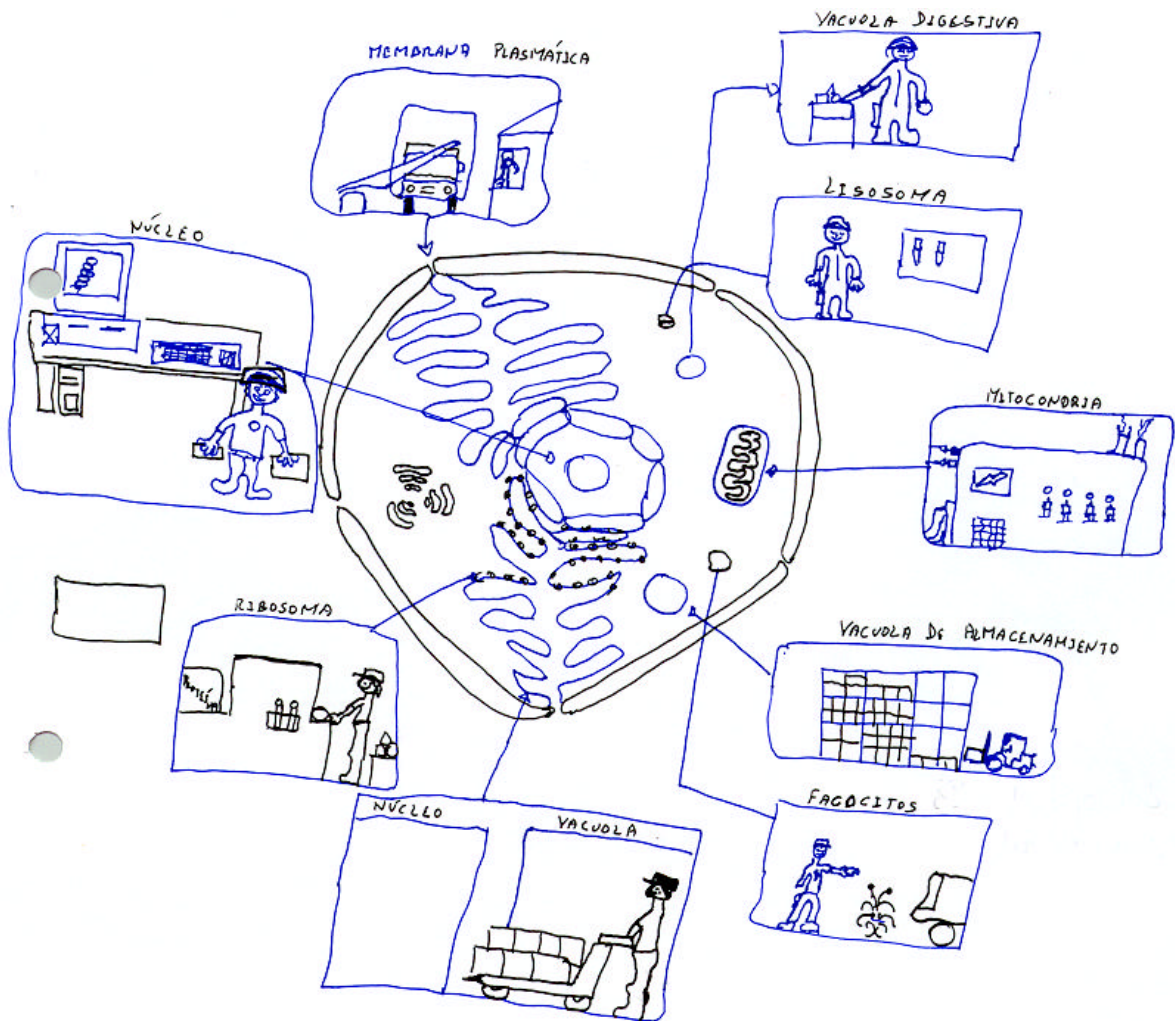 VACUOLA DIGESTIVA
MEMBRANA PLASMÁTICA
LISOSOMA
NÚCLEO
MITOCONDRIA
RIBOSOMA
VACUOLA DE ALMACENAMIENTO
FAGOCITOS
NÚCLEO
VACUOLA